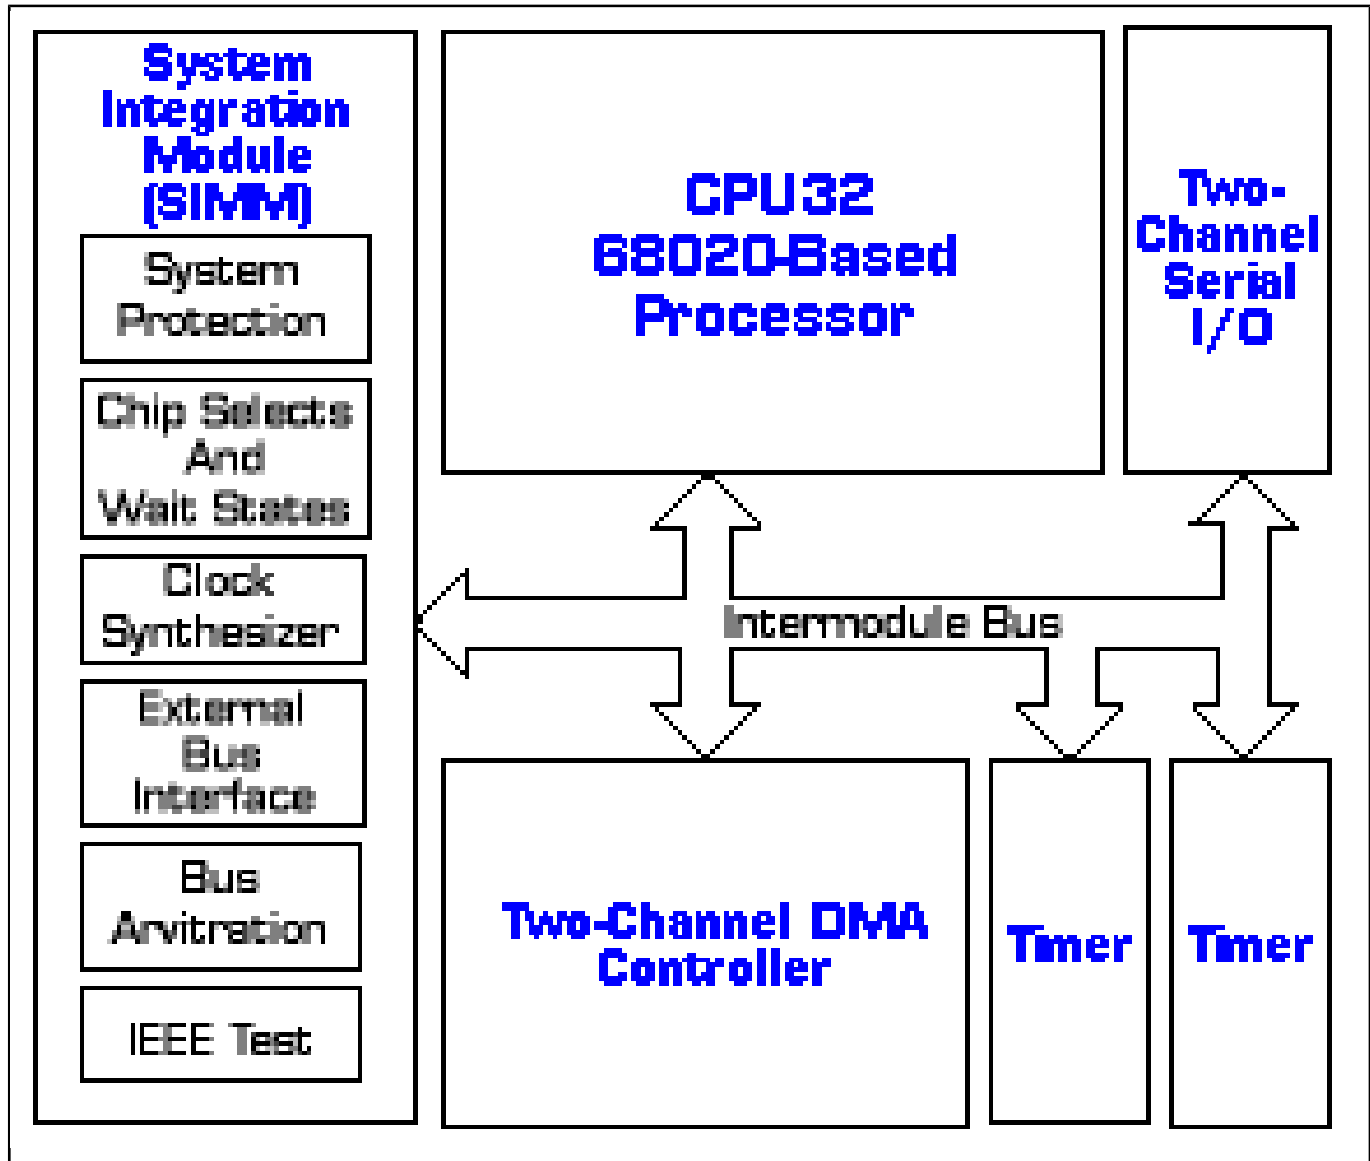 System
Integration
Module
(SIMM)
System
Protection
Chip Selects
And
Wait States
Clock
Synthesizer
External
Bus
Interface
Bus
Arvitration
IEEE Test
CPU32
68020-Based
Processor
Two-
Channel
Serial
I/O
Intermodule Bus
Two-Channel DMA
Controller
Timer
Timer